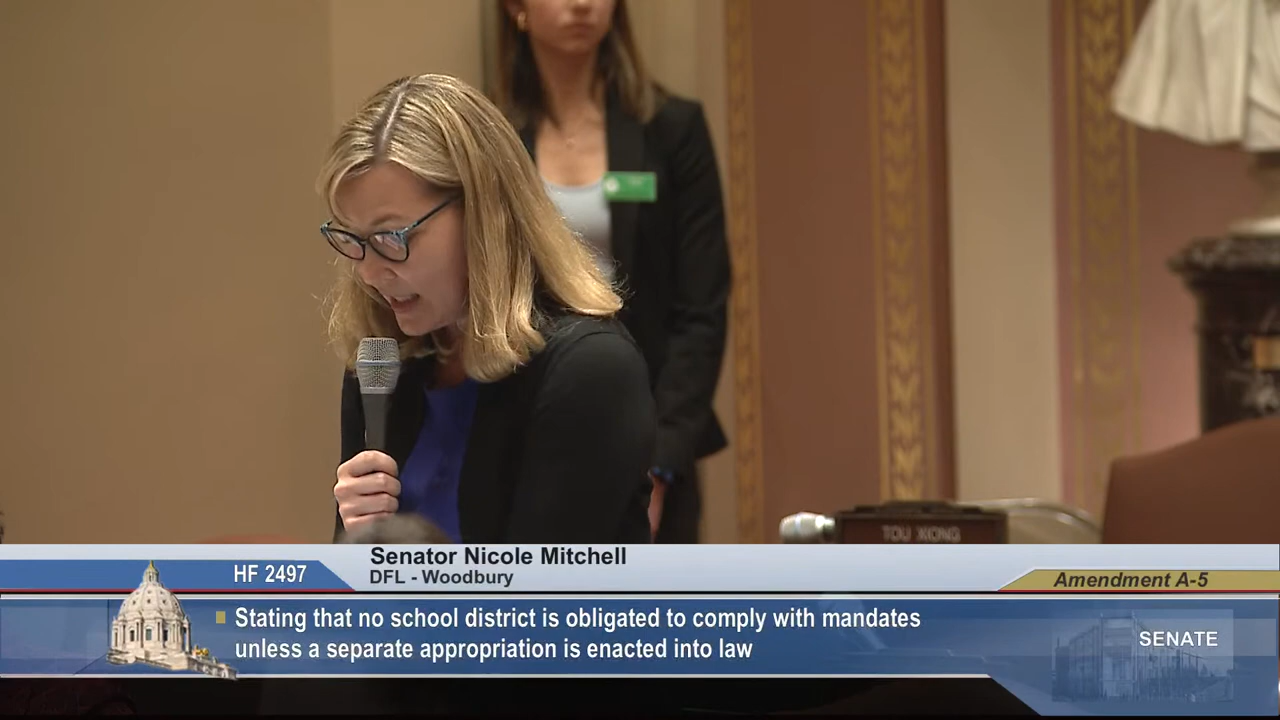 TOU XIONG
Senator Nicole Mitchell
HF 2497
DFL - Woodbury
Amendment A-5
Stating that no school district is obligated to comply with mandates
unless a separate appropriation is enacted into law
SENATE